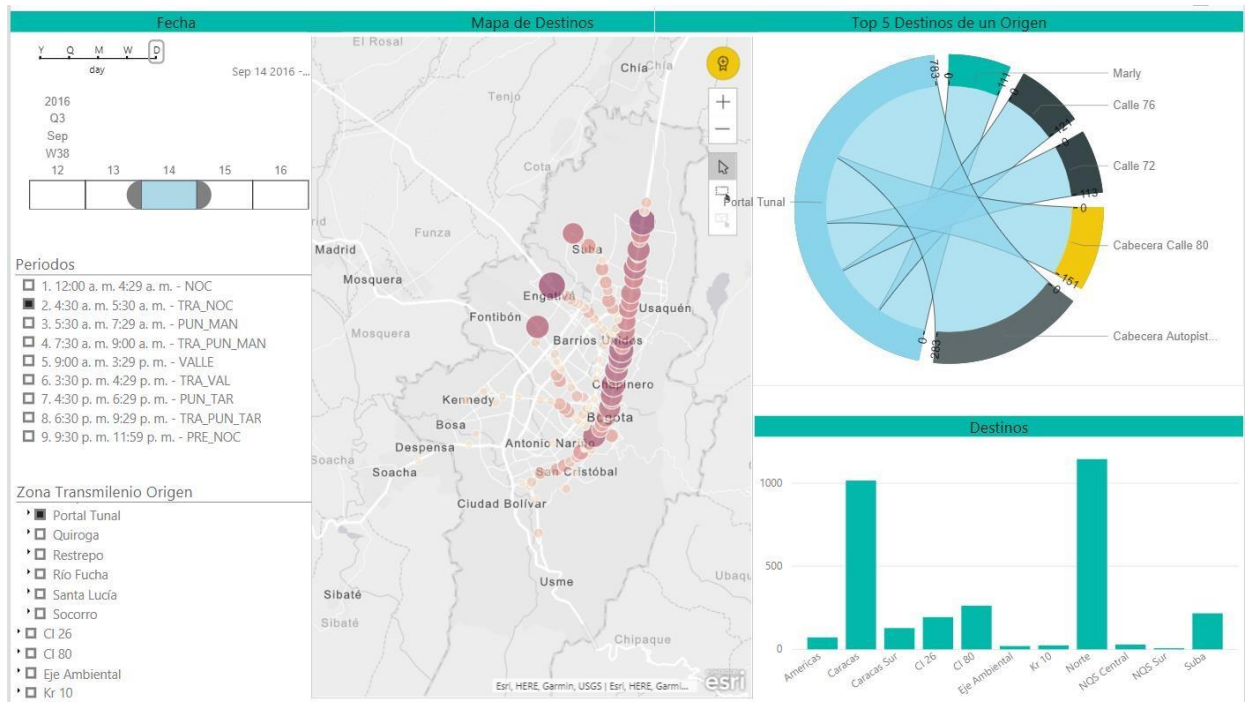 Fecha
Mapa de Destinos
Top 5 Destinos de un Origen
Y Q M W D
day
Sep 14 2016 -...
2016
Q3
Sep
W38
12 13 14 15 16
Periodos
1. 12:00 a. m. 4:29 a. m. - NOC
2. 4:30 a. m. 5:30 a. m. - TRA_NOC
3. 5:30 a. m. 7:29 a. m. - PUN_MAN
4. 7:30 a. m. 9:00 a. m. - TRA_PUN_MAN
5. 9:00 a. m. 3:29 p. m. - VALLE
6. 3:30 p. m. 4:29 p. m. - TRA_VAL
7. 4:30 p. m. 6:29 p. m. - PUN_TAR
8. 6:30 p. m. 9:29 p. m. - TRA_PUN_TAR
9. 9:30 p. m. 11:59 p. m. - PRE_NOC
Zona Transmilenio Origen
Portal Tunal
Quiroga
Restrepo
Río Fucha
Santa Lucía
Socorro
Cl 26
Cl 80
Eje Ambiental
Kr 10
El Rosal
Chía Chía
Tenjo
Cota
Suba
Funza
Madrid
Mosquera
Engativá
Usaquén
Fontibón
Mosquera
Barrios Unidos
Chapinero
Kennedy
Bogota
Bosa
Antonio Nariño
Despensa
Soacha
Soacha
San Cristóbal
Ciudad Bolívar
Usme
Ubaqu
Sibaté
Sibaté
Chipaque
Esri, HERE, Garmin, USGS | Esri, HERE, Garmi...
esri
783
0
111
0
Marly
Calle 76
121
0
Calle 72
113
0
Portal Tunal
Cabecera Calle 80
151
0
Cabecera Autopist...
283
0
Destinos
1000
500
0
Americas
Caracas
Caracas Sur
Cl 26
Cl 80
Eje Ambiental
Kr 10
Norte
NQS Central
NQS Sur
Suba